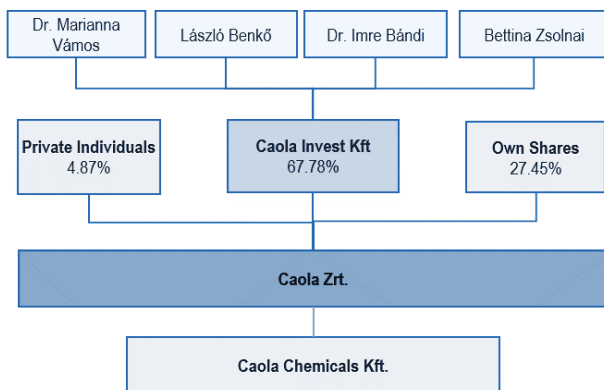 Dr. Marianna
Vámos
László Benkő
Dr. Imre Bándi
Bettina Zsolnai
Private Individuals
4.87%
Caola Invest Kft
67.78%
Own Shares
27.45%
Caola Zrt.
Caola Chemicals Kft.